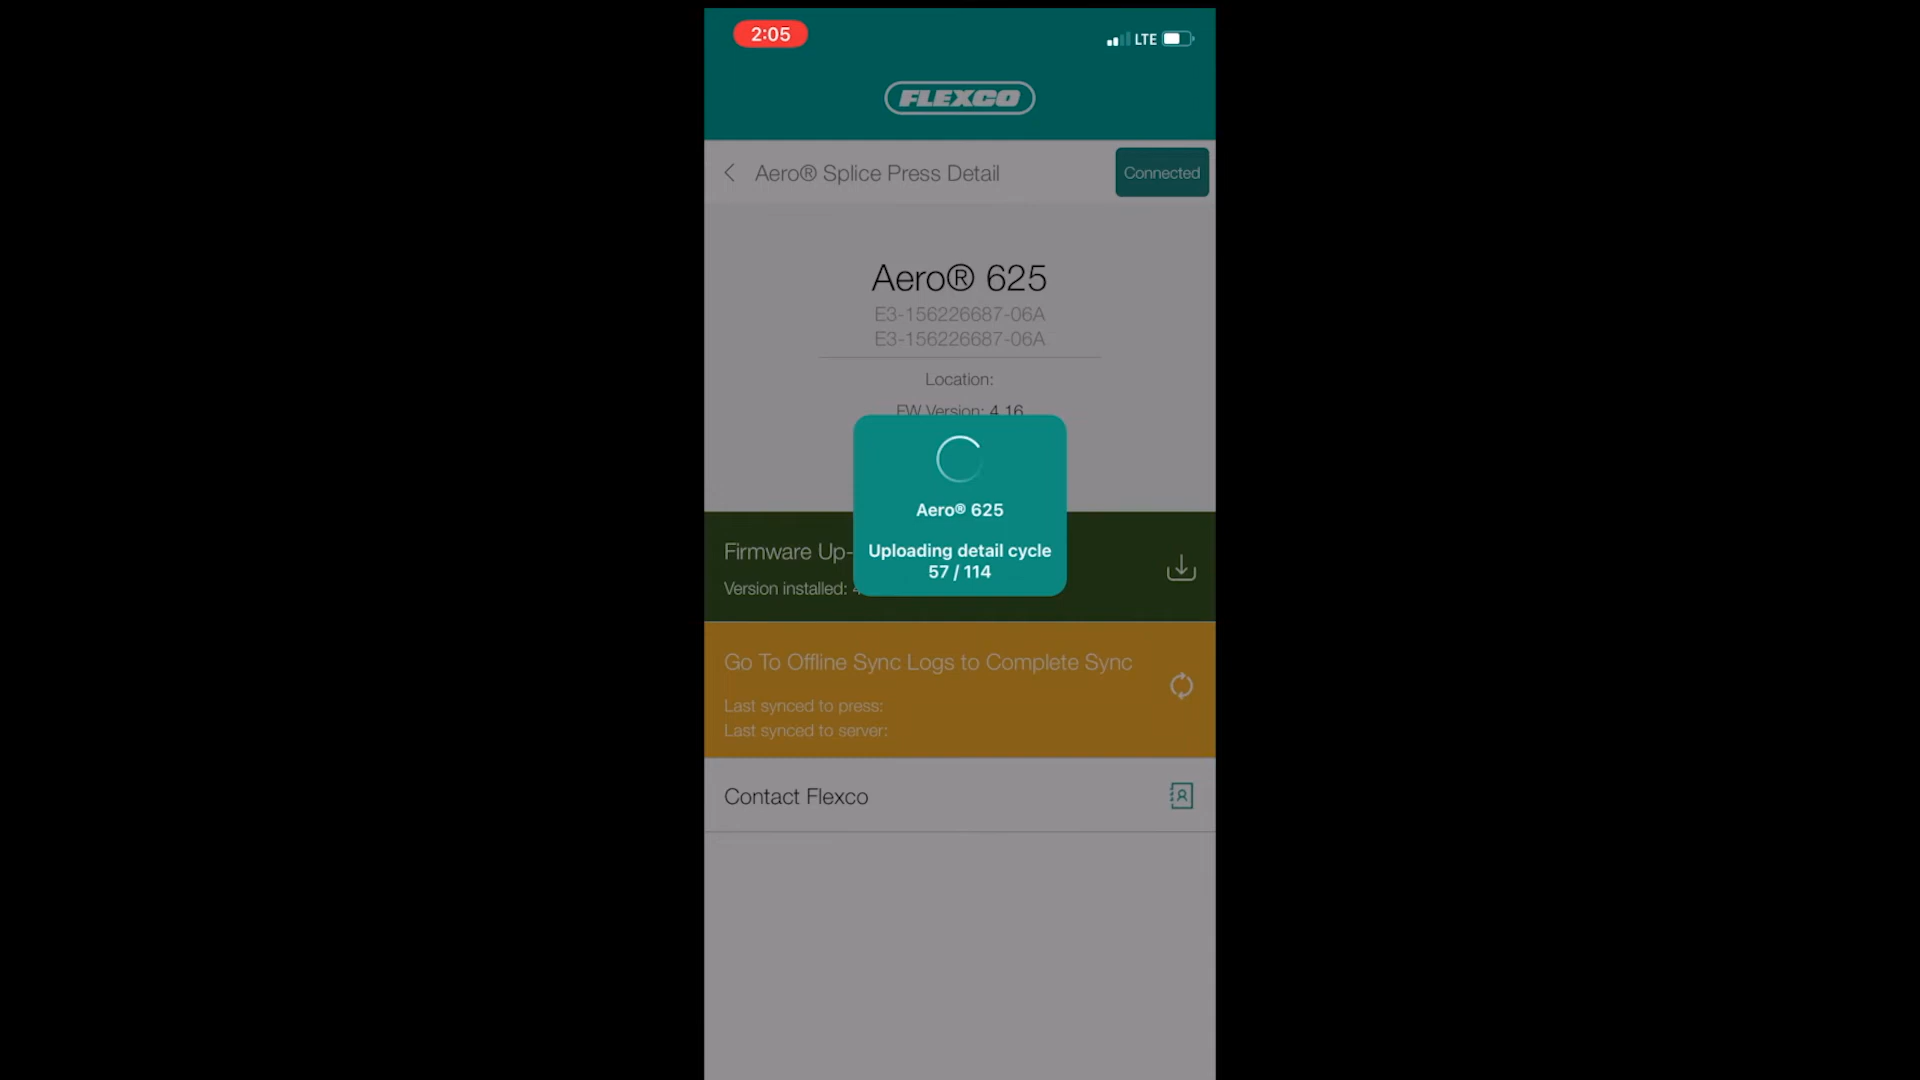 2:05
LTE
FLEXCO
Aero® Splice Press Detail
Connected
Aero® 625
E3-156226687-06A
E3-156226687-06A
Location:
FW Version: 4.16
Aero® 625
Uploading detail cycle
57 / 114
Firmware Up-
Version installed:
Go To Offline Sync Logs to Complete Sync
Last synced to press:
Last synced to server:
Contact Flexco